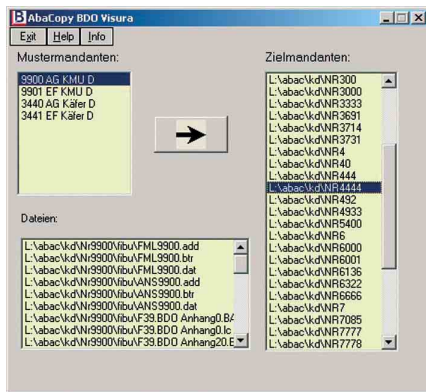 AbaCopy BDO Visura
Exit Help Info
Mustermandanten:
9900 AG KMU D
9901 EF KMU D
3440 AG Käfer D
3441 EF Käfer D
Zielmandanten:
L:\abac\kd\NR300
L:\abac\kd\NR3000
L:\abac\kd\NR3333
L:\abac\kd\NR3691
L:\abac\kd\NR3714
L:\abac\kd\NR3731
L:\abac\kd\NR4
L:\abac\kd\NR40
L:\abac\kd\NR444
L:\abac\kd\NR4444
L:\abac\kd\NR492
L:\abac\kd\NR4933
L:\abac\kd\NR5400
L:\abac\kd\NR6
L:\abac\kd\NR6000
L:\abac\kd\NR6001
L:\abac\kd\NR6136
L:\abac\kd\NR6322
L:\abac\kd\NR6666
L:\abac\kd\NR7
L:\abac\kd\NR7085
L:\abac\kd\NR7777
L:\abac\kd\NR7778
Dateien:
L:\abac\kd\Nr9900\fibu\FML9900.add
L:\abac\kd\Nr9900\fibu\FML9900.btr
L:\abac\kd\Nr9900\fibu\FML9900.dat
L:\abac\kd\Nr9900\fibu\ANS9900.add
L:\abac\kd\Nr9900\fibu\ANS9900.btr
L:\abac\kd\Nr9900\fibu\ANS9900.dat
L:\abac\kd\Nr9900\fibu\F39.BDO Anhang0.BA
L:\abac\kd\Nr9900\fibu\F39.BDO Anhang0.lc
L:\abac\kd\Nr9900\fibu\F39.BDO Anhang20.E